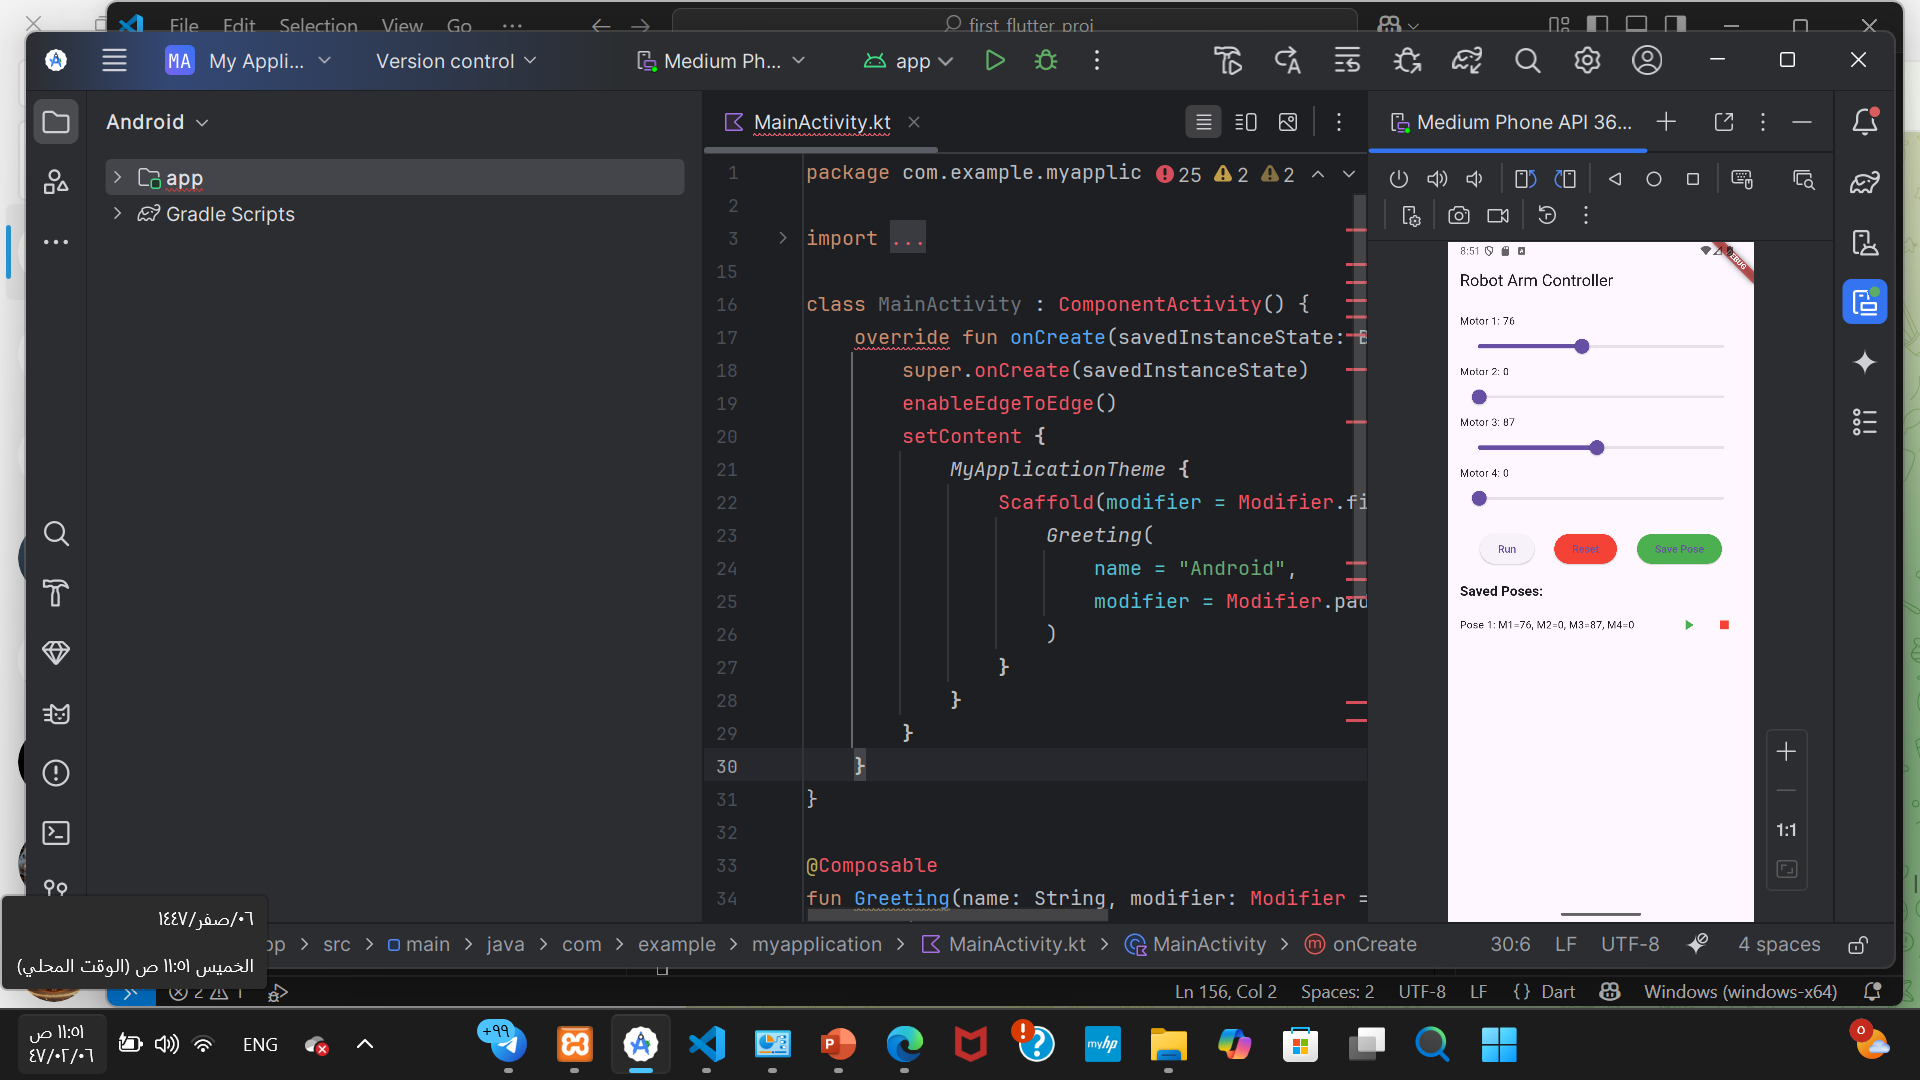 File Edit Selection View Go ... first_flutter_proj
MA My Appli... Version control Medium Ph... app
Android
app
Gradle Scripts
MainActivity.kt
25 2 2
1 package com.example.myapplic
2
3 import ...
15
16 class MainActivity : ComponentActivity() {
17 override fun onCreate(savedInstanceState: B
18 super.onCreate(savedInstanceState)
19 enableEdgeToEdge()
20 setContent {
21 MyApplicationTheme {
22 Scaffold(modifier = Modifier.fi
23 Greeting(
24 name = "Android",
25 modifier = Modifier.pad
26 )
27 }
28 }
29 }
30 }
31 }
32
33 @Composable
34 fun Greeting(name: String, modifier: Modifier =
Medium Phone API 36...
8:51
DEBUG
Robot Arm Controller
Motor 1: 76
Motor 2: 0
Motor 3: 87
Motor 4: 0
Run Reset Save Pose
Saved Poses:
Pose 1: M1=76, M2=0, M3=87, M4=0
1:1
٠٦/صفر/١٤٤٧
الخميس ١١:٥١ ص (الوقت المحلي)
pp > src > main > java > com > example > myapplication > MainActivity.kt > MainActivity > onCreate
30:6 LF UTF-8 4 spaces
2 1
Ln 156, Col 2 Spaces: 2 UTF-8 LF {} Dart Windows (windows-x64)
١١:٥١ ص
٤٧/٠٢/٠٦
ENG
+٩٩
P
myhp
0